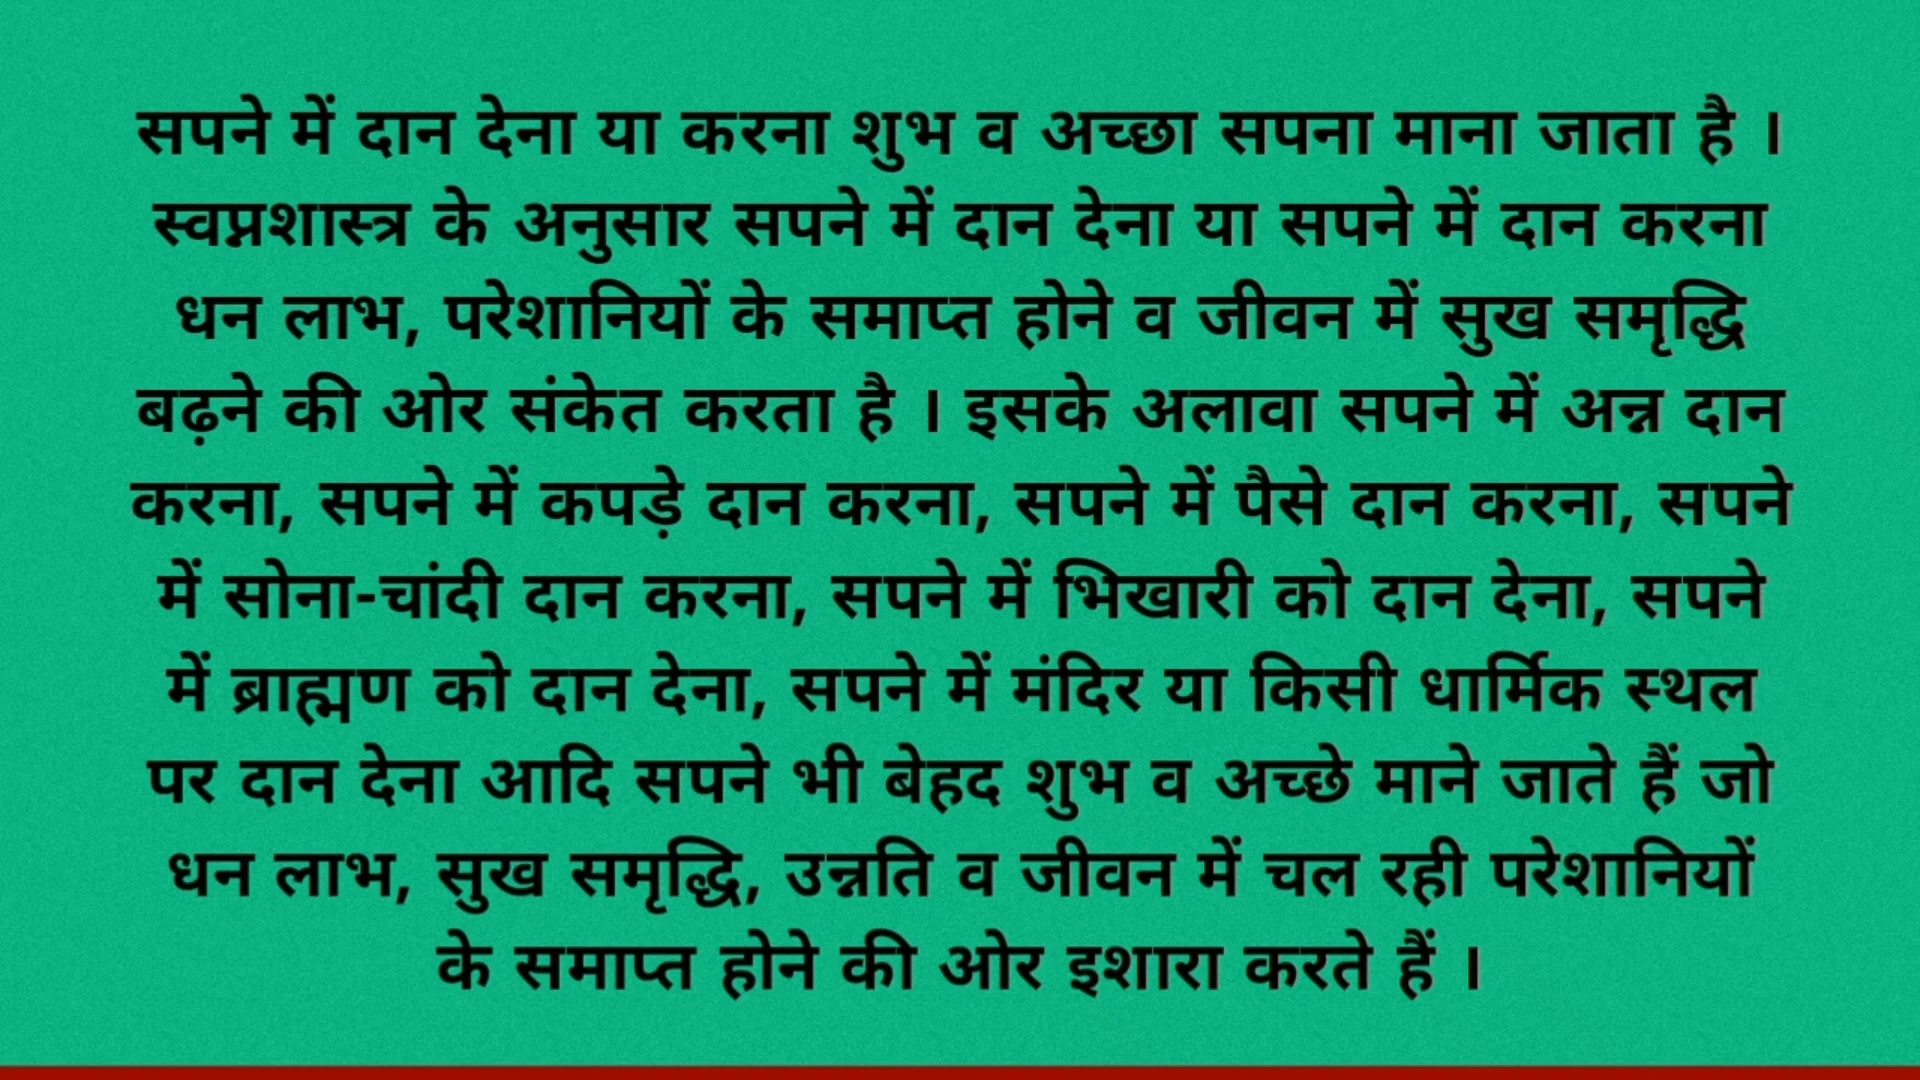 सपने में दान देना या करना शुभ व अच्छा सपना माना जाता है ।
स्वप्नशास्त्र के अनुसार सपने में दान देना या सपने में दान करना
धन लाभ, परेशानियों के समाप्त होने व जीवन में सुख समृद्धि
बढ़ने की ओर संकेत करता है । इसके अलावा सपने में अन्न दान
करना, सपने में कपड़े दान करना, सपने में पैसे दान करना, सपने
में सोना-चांदी दान करना, सपने में भिखारी को दान देना, सपने
में ब्राह्मण को दान देना, सपने में मंदिर या किसी धार्मिक स्थल
पर दान देना आदि सपने भी बेहद शुभ व अच्छे माने जाते हैं जो
धन लाभ, सुख समृद्धि, उन्नति व जीवन में चल रही परेशानियों
के समाप्त होने की ओर इशारा करते हैं ।